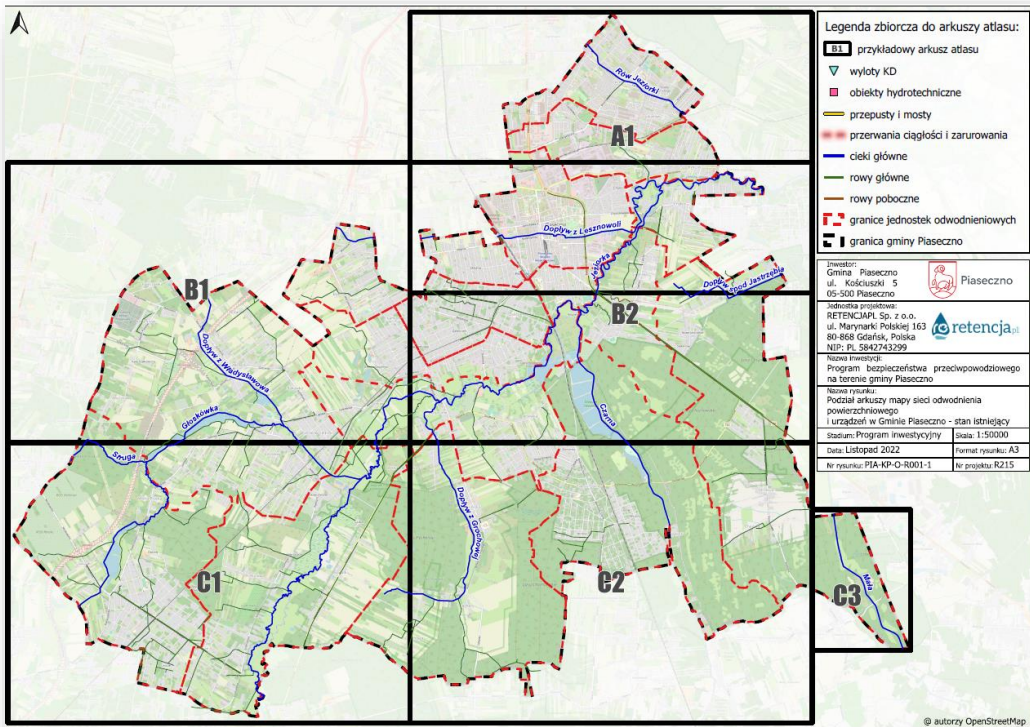 Legenda zbiorcza do arkuszy atlasu:
B1 przykładowy arkusz atlasu
wyloty KD
obiekty hydrotechniczne
przepusty i mosty
przerwania ciągłości i zarurowania
cieki główne
rowy główne
rowy poboczne
granice jednostek odwodnieniowych
granica gminy Piaseczno
Inwestor:
Gmina Piaseczno
ul. Kościuszki 5
05-500 Piaseczno
Piaseczno
Jednostka projektowa:
RETENCJAPL Sp. z o.o.
ul. Marynarki Polskiej 163
80-868 Gdańsk, Polska
NIP: PL 5842743299
retencja.pl
Nazwa inwestycji:
Program bezpieczeństwa przeciwpowodziowego
na terenie gminy Piaseczno
Nazwa rysunku:
Podział arkuszy mapy sieci odwodnienia
powierzchniowego
i urządzeń w Gminie Piaseczno - stan istniejący
Stadium: Program inwestycyjny
Skala: 1:50000
Data: Listopad 2022
Format rysunku: A3
Nr rysunku: PIA-KP-O-R001-1
Nr projektu: R215
Rów Jeziorki
A1
Dopływ z Lesznowoli
Jeziorka
Dopływ spod Jastrzębia
B1
B2
Dopływ z Władysławowa
Głoskówka
Struga
Czarna
Dopływ z Grochowej
C1
C2
C3
Mała
@ autorzy OpenStreetMap